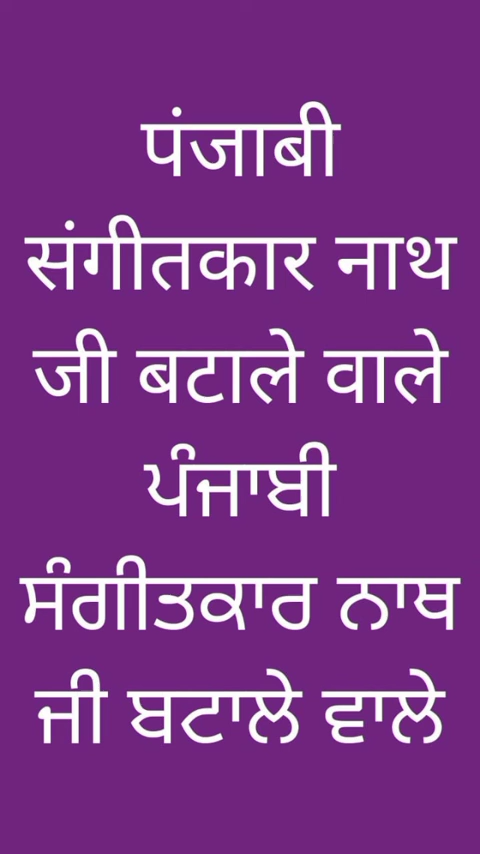 पंजाबी
संगीतकार नाथ
जी बटाले वाले
ਪੰਜਾਬੀ
ਸੰਗੀਤਕਾਰ ਨਾਥ
ਜੀ ਬਟਾਲੇ ਵਾਲੇ